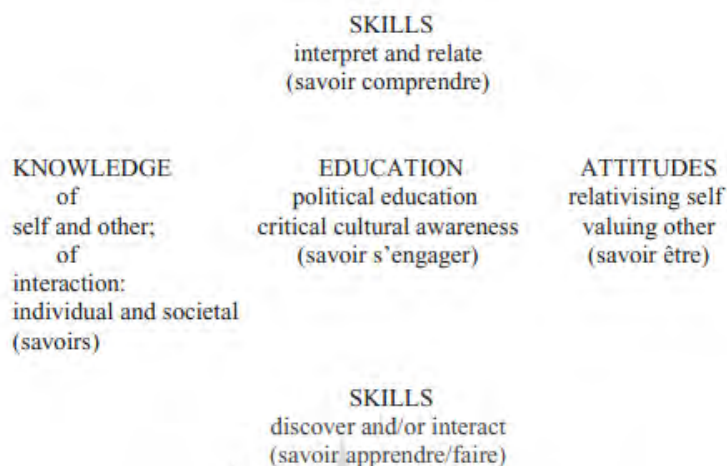 SKILLS
interpret and relate
(savoir comprendre)
KNOWLEDGE
of
self and other;
of
interaction:
individual and societal
(savoirs)
EDUCATION
political education
critical cultural awareness
(savoir s’engager)
ATTITUDES
relativising self
valuing other
(savoir être)
SKILLS
discover and/or interact
(savoir apprendre/faire)